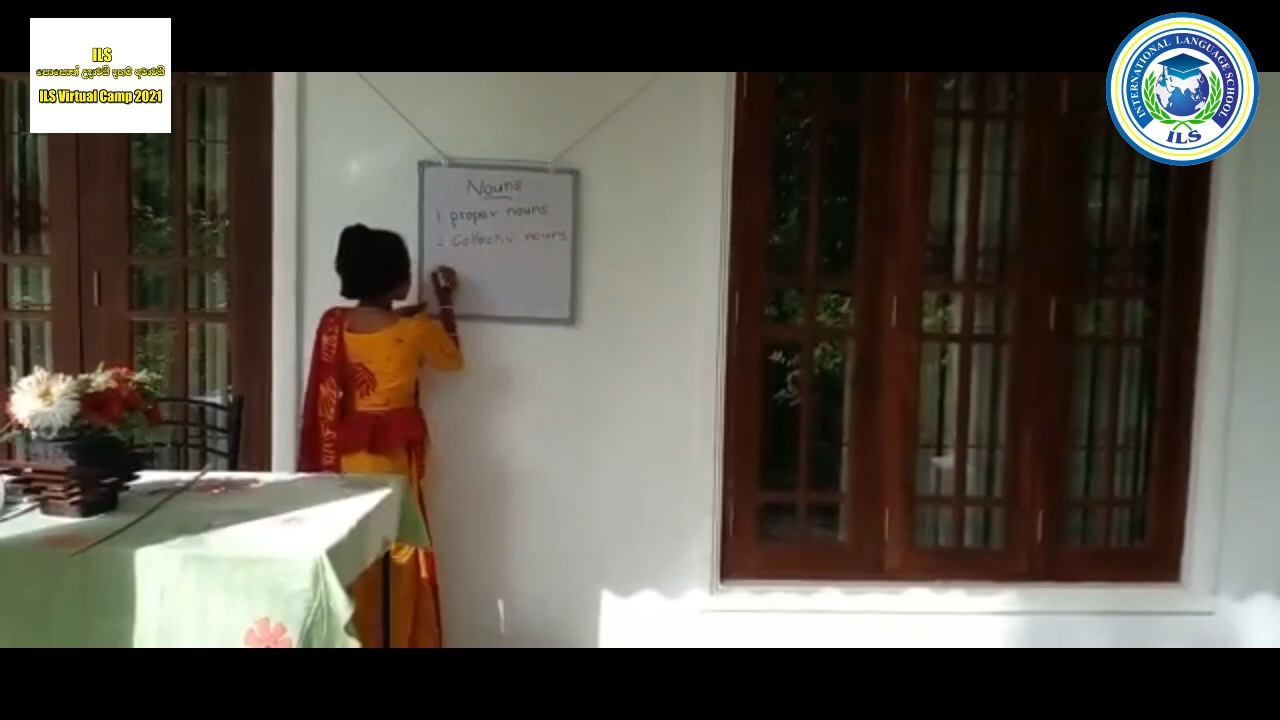 ILS
ILS Virtual Camp 2021
INTERNATIONAL LANGUAGE SCHOOL
ILS
Nouns
1 proper nouns
2 Collectiv nouns